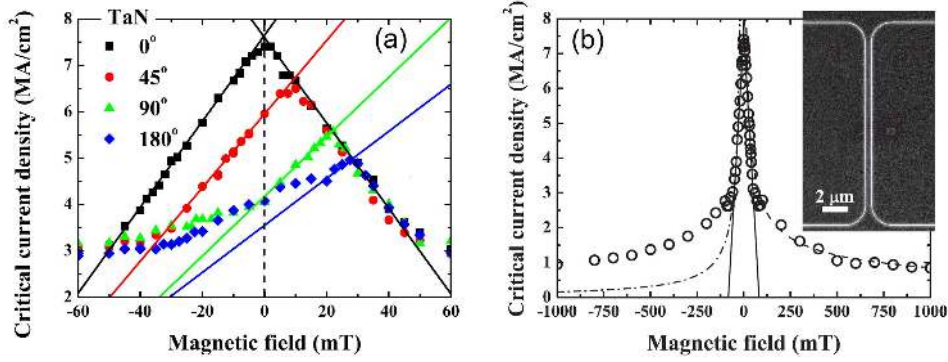 TaN
(a)
0°
45°
90°
180°
Critical current density (MA/cm²)
8
7
6
5
4
3
2
-60 -40 -20 0 20 40 60
Magnetic field (mT)
(b)
2 μm
Critical current density (MA/cm²)
8
7
6
5
4
3
2
1
0
-1000 -750 -500 -250 0 250 500 750 1000
Magnetic field (mT)